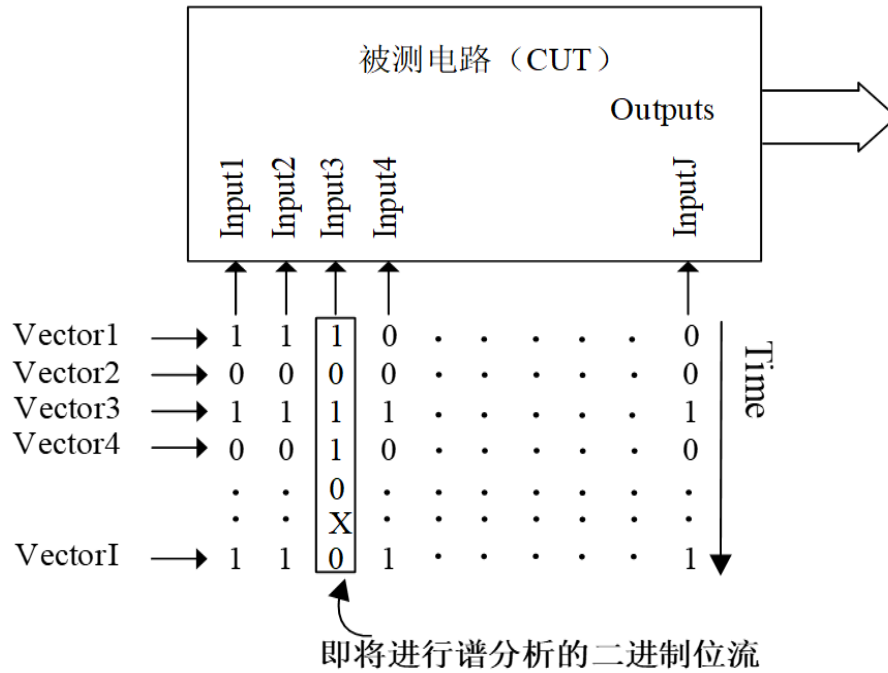 被测电路（CUT）
Outputs
Input1 Input2 Input3 Input4 InputJ
Vector1 1 1 1 0 . . . . . 0
Vector2 0 0 0 0 . . . . . 0
Vector3 1 1 1 1 . . . . . 1
Vector4 0 0 1 0 . . . . . 0
. . 0 . . . . . . .
. . X . . . . . . .
VectorI 1 1 0 1 . . . . . 1
Time
即将进行谱分析的二进制位流